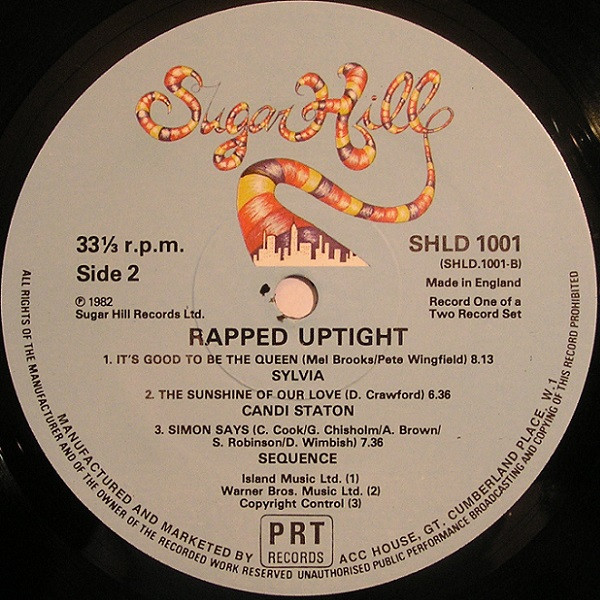 Sugar Hill
33⅓ r.p.m.
Side 2
SHLD 1001
(SHLD.1001-B)
Made in England
℗ 1982
Sugar Hill Records Ltd.
Record One of a
Two Record Set
RAPPED UPTIGHT
1. IT'S GOOD TO BE THE QUEEN (Mel Brooks/Pete Wingfield) 8.13
SYLVIA
2. THE SUNSHINE OF OUR LOVE (D. Crawford) 6.36
CANDI STATON
3. SIMON SAYS (C. Cook/G. Chisholm/A. Brown/
S. Robinson/D. Wimbish) 7.36
SEQUENCE
Island Music Ltd. (1)
Warner Bros. Music Ltd. (2)
Copyright Control (3)
PRT
RECORDS
MANUFACTURED AND MARKETED BY
ACC HOUSE, GT. CUMBERLAND PLACE, W.1
ALL RIGHTS OF THE MANUFACTURER AND OF THE OWNER OF THE RECORDED WORK RESERVED UNAUTHORISED PUBLIC PERFORMANCE BROADCASTING AND COPYING OF THIS RECORD PROHIBITED